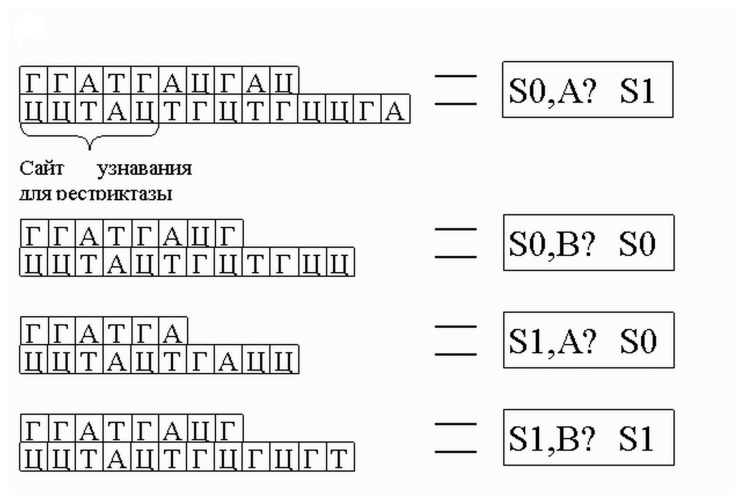 ГГАТГАЦГАЦ
ЦЦТАЦТГЦТГЦЦГА
S0,A? S1
Сайт узнавания
для рестриктазы
ГГАТГАЦГ
ЦЦТАЦТГЦТГЦЦ
S0,B? S0
ГГАТГА
ЦЦТАЦТГАЦЦ
S1,A? S0
ГГАТГАЦГ
ЦЦТАЦТГЦГЦГТ
S1,B? S1